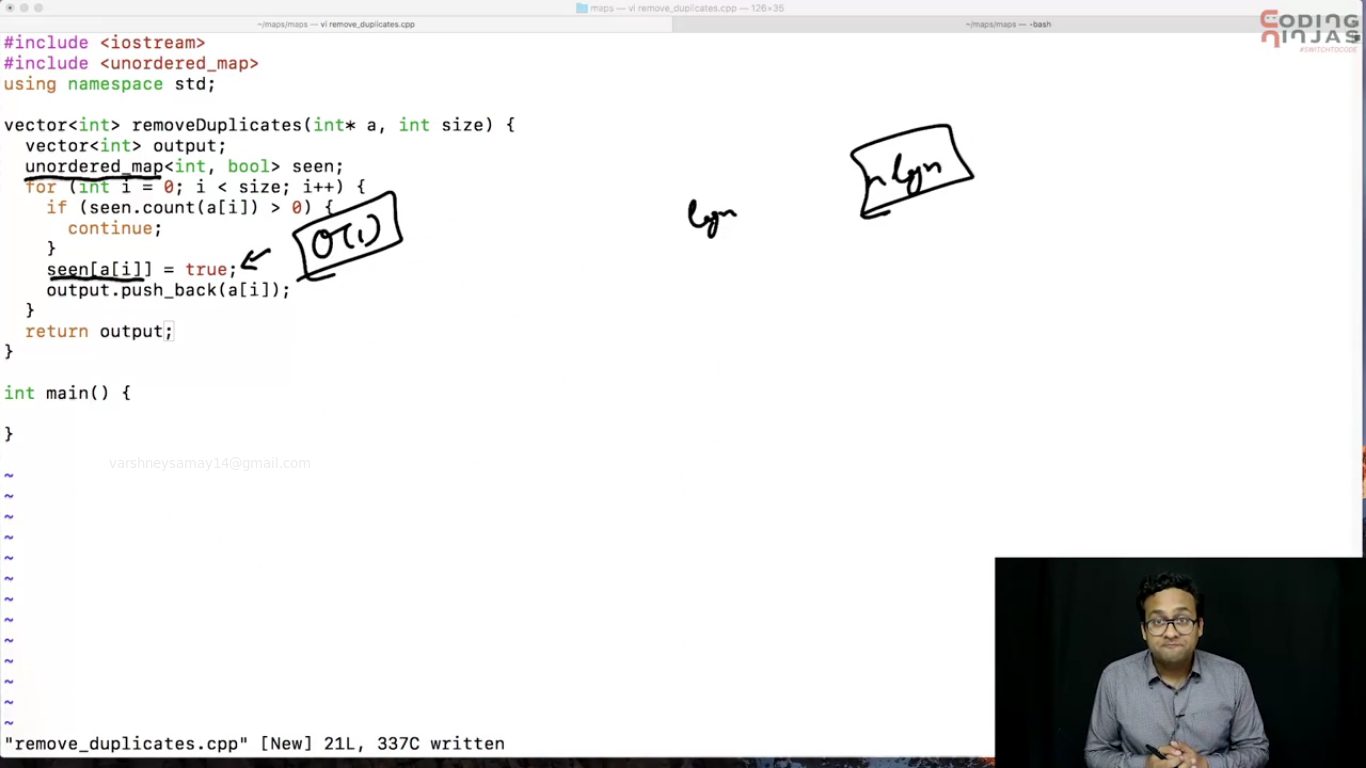 maps — vi remove_duplicates.cpp — 126×35
~/maps/maps — vi remove_duplicates.cpp
~/maps/maps — -bash
CODING
NINJAS
#SWITCHTOCODE
#include <iostream>
#include <unordered_map>
using namespace std;
vector<int> removeDuplicates(int* a, int size) {
vector<int> output;
unordered_map<int, bool> seen;
for (int i = 0; i < size; i++) {
if (seen.count(a[i]) > 0) {
continue;
}
seen[a[i]] = true;
output.push_back(a[i]);
}
return output;
}
int main() {
}
O(1)
lgn
n lgn
varshneysamay14@gmail.com
~
~
~
~
~
~
~
~
~
~
~
~
~
"remove_duplicates.cpp" [New] 21L, 337C written